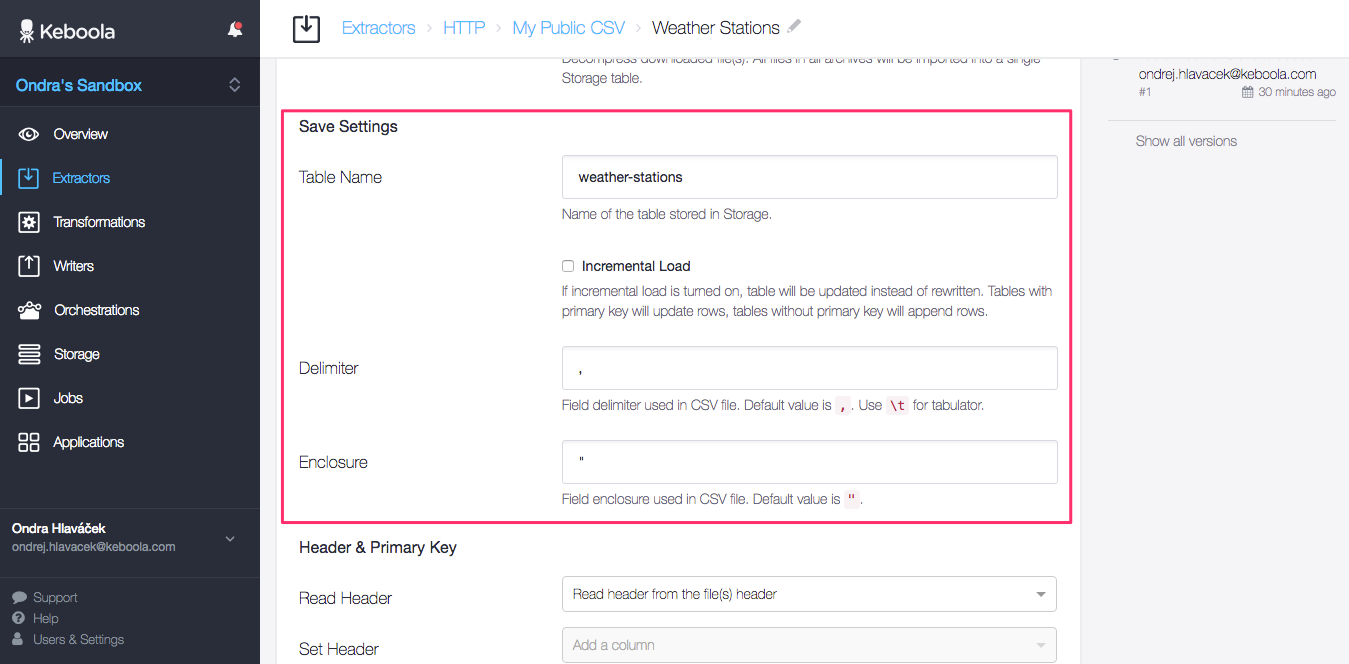 Keboola
Extractors › HTTP › My Public CSV › Weather Stations
Ondra's Sandbox
Overview
Extractors
Transformations
Writers
Orchestrations
Storage
Jobs
Applications
Ondra Hlaváček
ondrej.hlavacek@keboola.com
Support
Help
Users & Settings
Decompress downloaded file(s). All files in all archives will be imported into a single
Storage table.
Save Settings
Table Name
weather-stations
Name of the table stored in Storage.
Incremental Load
If incremental load is turned on, table will be updated instead of rewritten. Tables with
primary key will update rows, tables without primary key will append rows.
Delimiter
,
Field delimiter used in CSV file. Default value is , . Use \t for tabulator.
Enclosure
"
Field enclosure used in CSV file. Default value is " .
Header & Primary Key
Read Header
Read header from the file(s) header
Set Header
Add a column
ondrej.hlavacek@keboola.com
#1 30 minutes ago
Show all versions